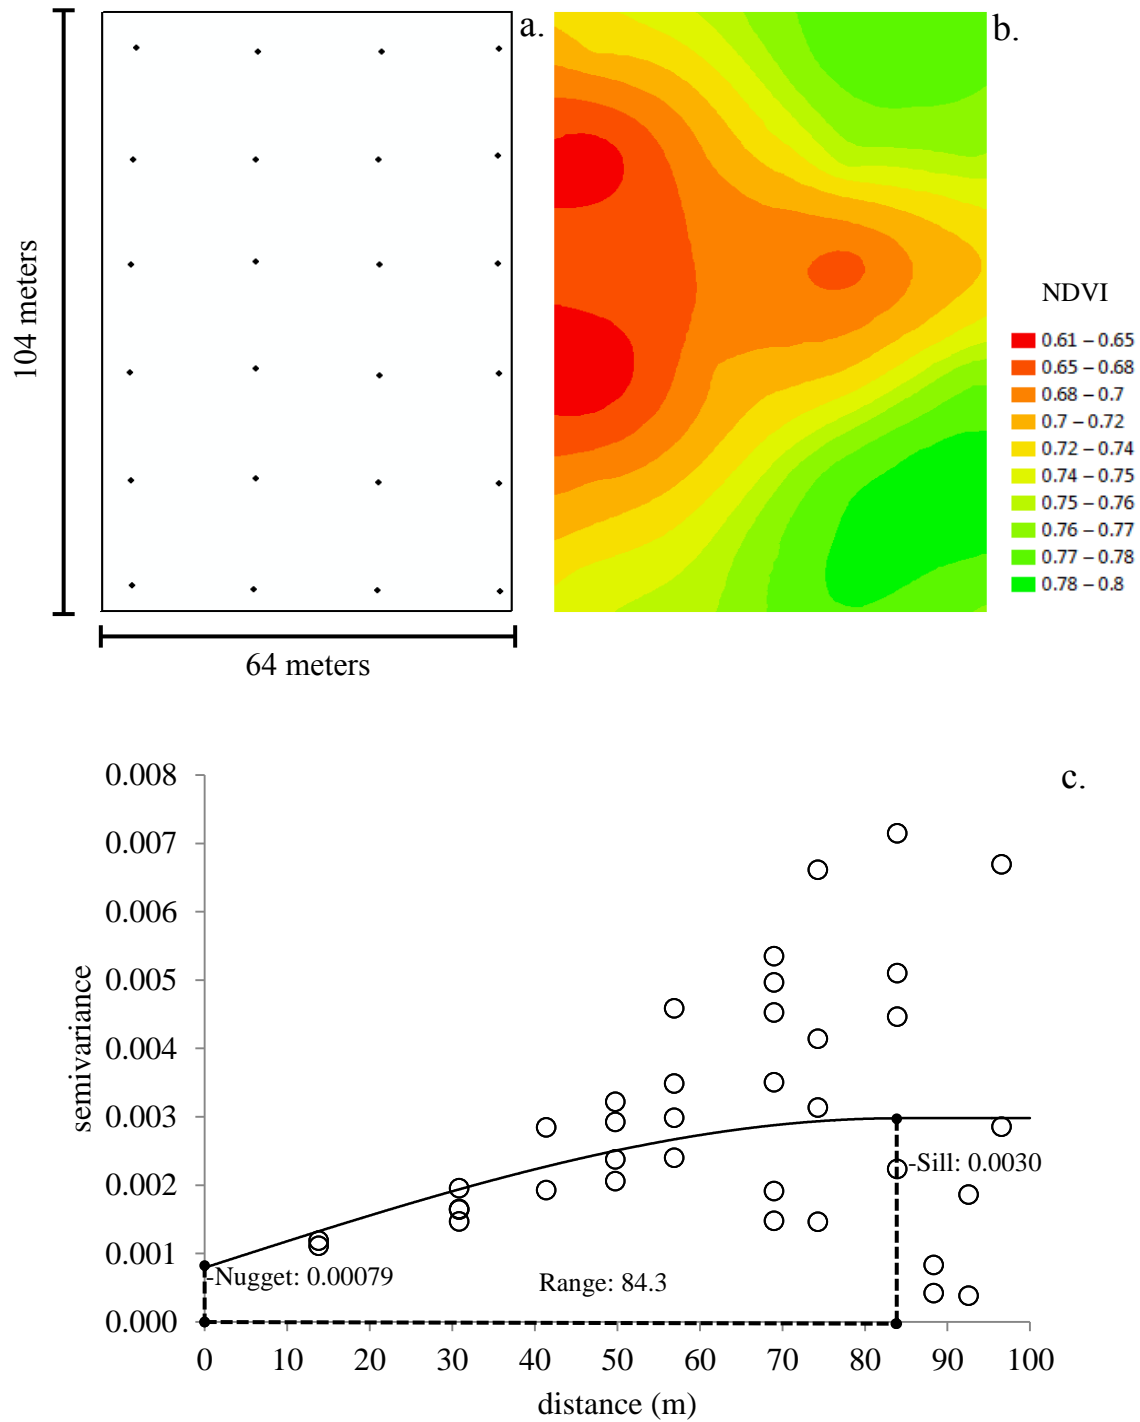 a.
b.
104 meters
64 meters
NDVI
0.61 – 0.65
0.65 – 0.68
0.68 – 0.7
0.7 – 0.72
0.72 – 0.74
0.74 – 0.75
0.75 – 0.76
0.76 – 0.77
0.77 – 0.78
0.78 – 0.8
c.
semivariance
0.008
0.007
0.006
0.005
0.004
0.003
0.002
0.001
0.000
-Sill: 0.0030
-Nugget: 0.00079
Range: 84.3
0 10 20 30 40 50 60 70 80 90 100
distance (m)